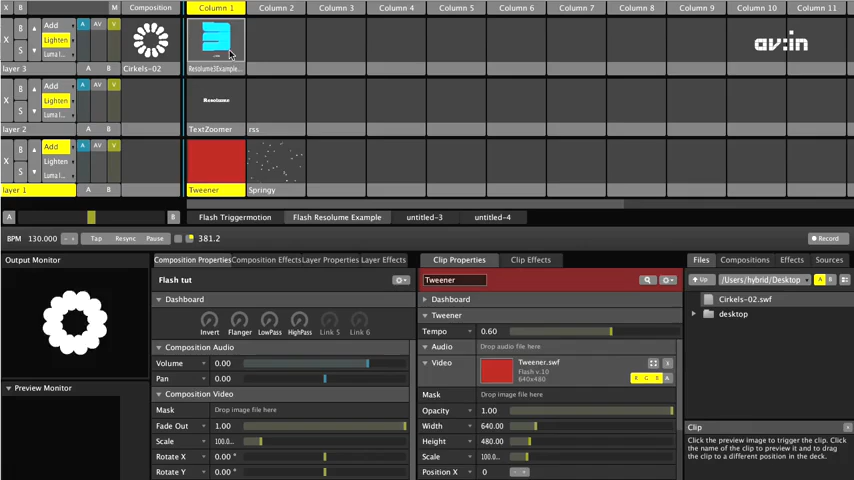 X B M Composition Column 1 Column 2 Column 3 Column 4 Column 5 Column 6 Column 7 Column 8 Column 9 Column 10 Column 11
B Add A AV V
X Lighten av:in
S Luma I...
layer 3 A B Cirkels-02 Resolume3Example...
B Add A AV V
X Lighten Resolume
S Luma I...
layer 2 A B TextZoomer rss
B Add A AV V
X Lighten
S Luma I...
layer 1 A B Tweener Springy
A B Flash Triggermotion Flash Resolume Example untitled-3 untitled-4
BPM 130.000 Tap Resync Pause 381.2 Record
Output Monitor Composition Properties Composition Effects Layer Properties Layer Effects Clip Properties Clip Effects Files Compositions Effects Sources
Flash tut Tweener Up /Users/hybrid/Desktop A B
Dashboard Dashboard Cirkels-02.swf
Tweener desktop
Invert Flanger LowPass HighPass Link 5 Link 6 Tempo 0.60
Composition Audio Audio Drop audio file here
Volume 0.00 Video Tweener.swf
Pan 0.00 Flash v.10
640x480
Preview Monitor Composition Video Mask Drop image file here
Mask Drop image file here Opacity 1.00
Fade Out 1.00 Width 640.00 Clip
Scale 100.0... Height 480.00 Click the preview image to trigger the clip. Click
Rotate X 0.00 ° Scale 100.0... the name of the clip to preview it and to drag
Rotate Y 0.00 ° Position X 0 the clip to a different position in the deck.